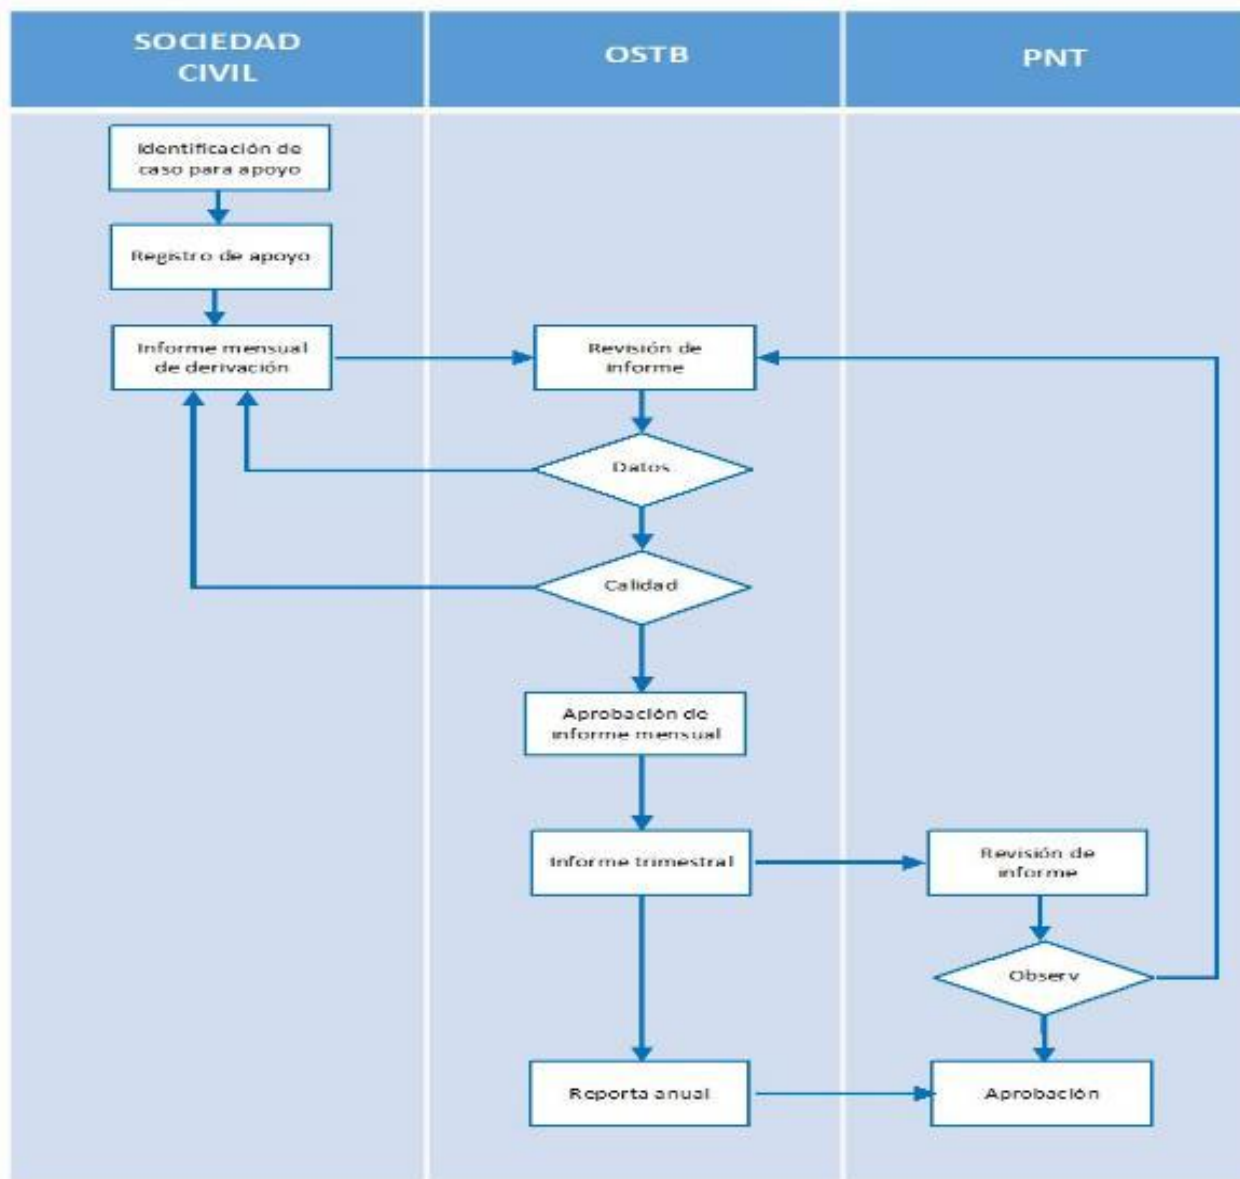 SOCIEDAD
CIVIL
OSTB
PNT
Identificación de
caso para apoyo
Registro de apoyo
Informe mensual
de derivación
Revisión de
informe
Datos
Calidad
Aprobación de
informe mensual
Informe trimestral
Revisión de
informe
Observ
Reporta anual
Aprobación